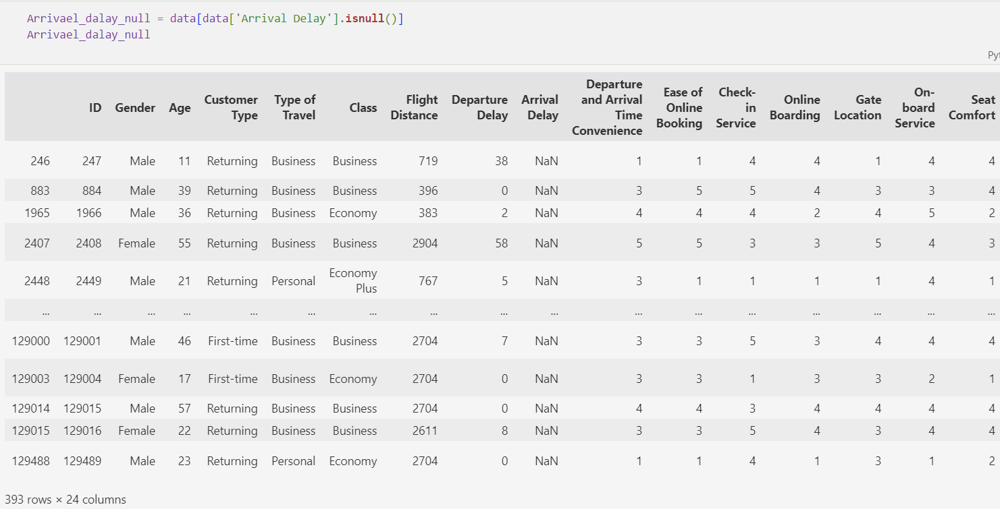 Arrivael_dalay_null = data[data['Arrival Delay'].isnull()]
Arrivael_dalay_null
Pyt
ID Gender Age Customer Type Type of Travel Class Flight Distance Departure Delay Arrival Delay Departure and Arrival Time Convenience Ease of Online Booking Check-in Service Online Boarding Gate Location On-board Service Seat Comfort
246 247 Male 11 Returning Business Business 719 38 NaN 1 1 4 4 1 4 4
883 884 Male 39 Returning Business Business 396 0 NaN 3 5 5 4 3 3 4
1965 1966 Male 36 Returning Business Economy 383 2 NaN 4 4 4 2 4 5 2
2407 2408 Female 55 Returning Business Business 2904 58 NaN 5 5 3 3 5 4 3
2448 2449 Male 21 Returning Personal Economy Plus 767 5 NaN 3 1 1 1 1 4 1
... ... ... ... ... ... ... ... ... ... ... ... ... ... ... ... ...
129000 129001 Male 46 First-time Business Business 2704 7 NaN 3 3 5 3 4 4 4
129003 129004 Female 17 First-time Business Economy 2704 0 NaN 3 3 1 3 3 2 1
129014 129015 Male 57 Returning Business Business 2704 0 NaN 4 4 3 4 4 4 4
129015 129016 Female 22 Returning Business Business 2611 8 NaN 3 3 5 4 3 4 4
129488 129489 Male 23 Returning Personal Economy 2704 0 NaN 1 1 4 1 3 1 2
393 rows × 24 columns